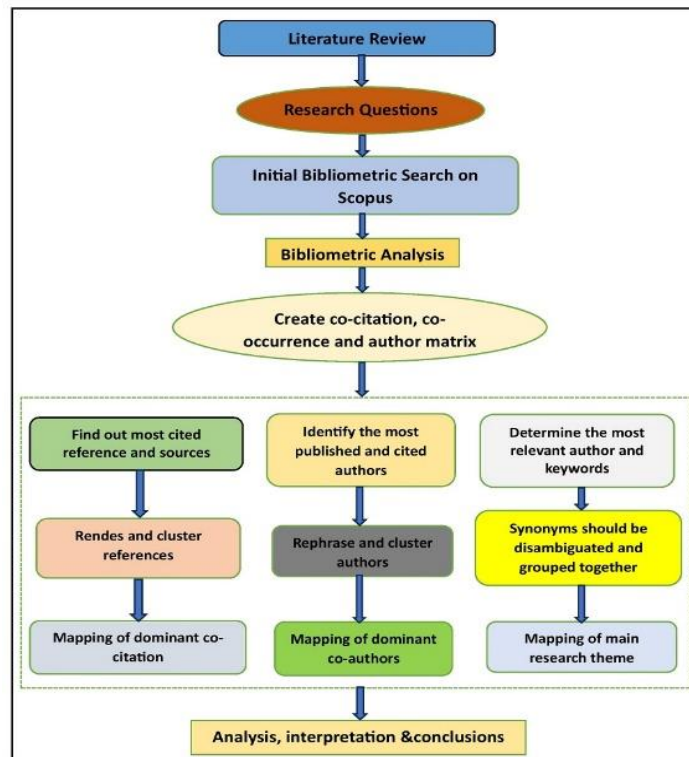 Literature Review
Research Questions
Initial Bibliometric Search on
Scopus
Bibliometric Analysis
Create co-citation, co-
occurrence and author matrix
Find out most cited
reference and sources
Rendes and cluster
references
Mapping of dominant co-
citation
Identify the most
published and cited
authors
Rephrase and cluster
authors
Mapping of dominant
co-authors
Determine the most
relevant author and
keywords
Synonyms should be
disambiguated and
grouped together
Mapping of main
research theme
Analysis, interpretation &conclusions